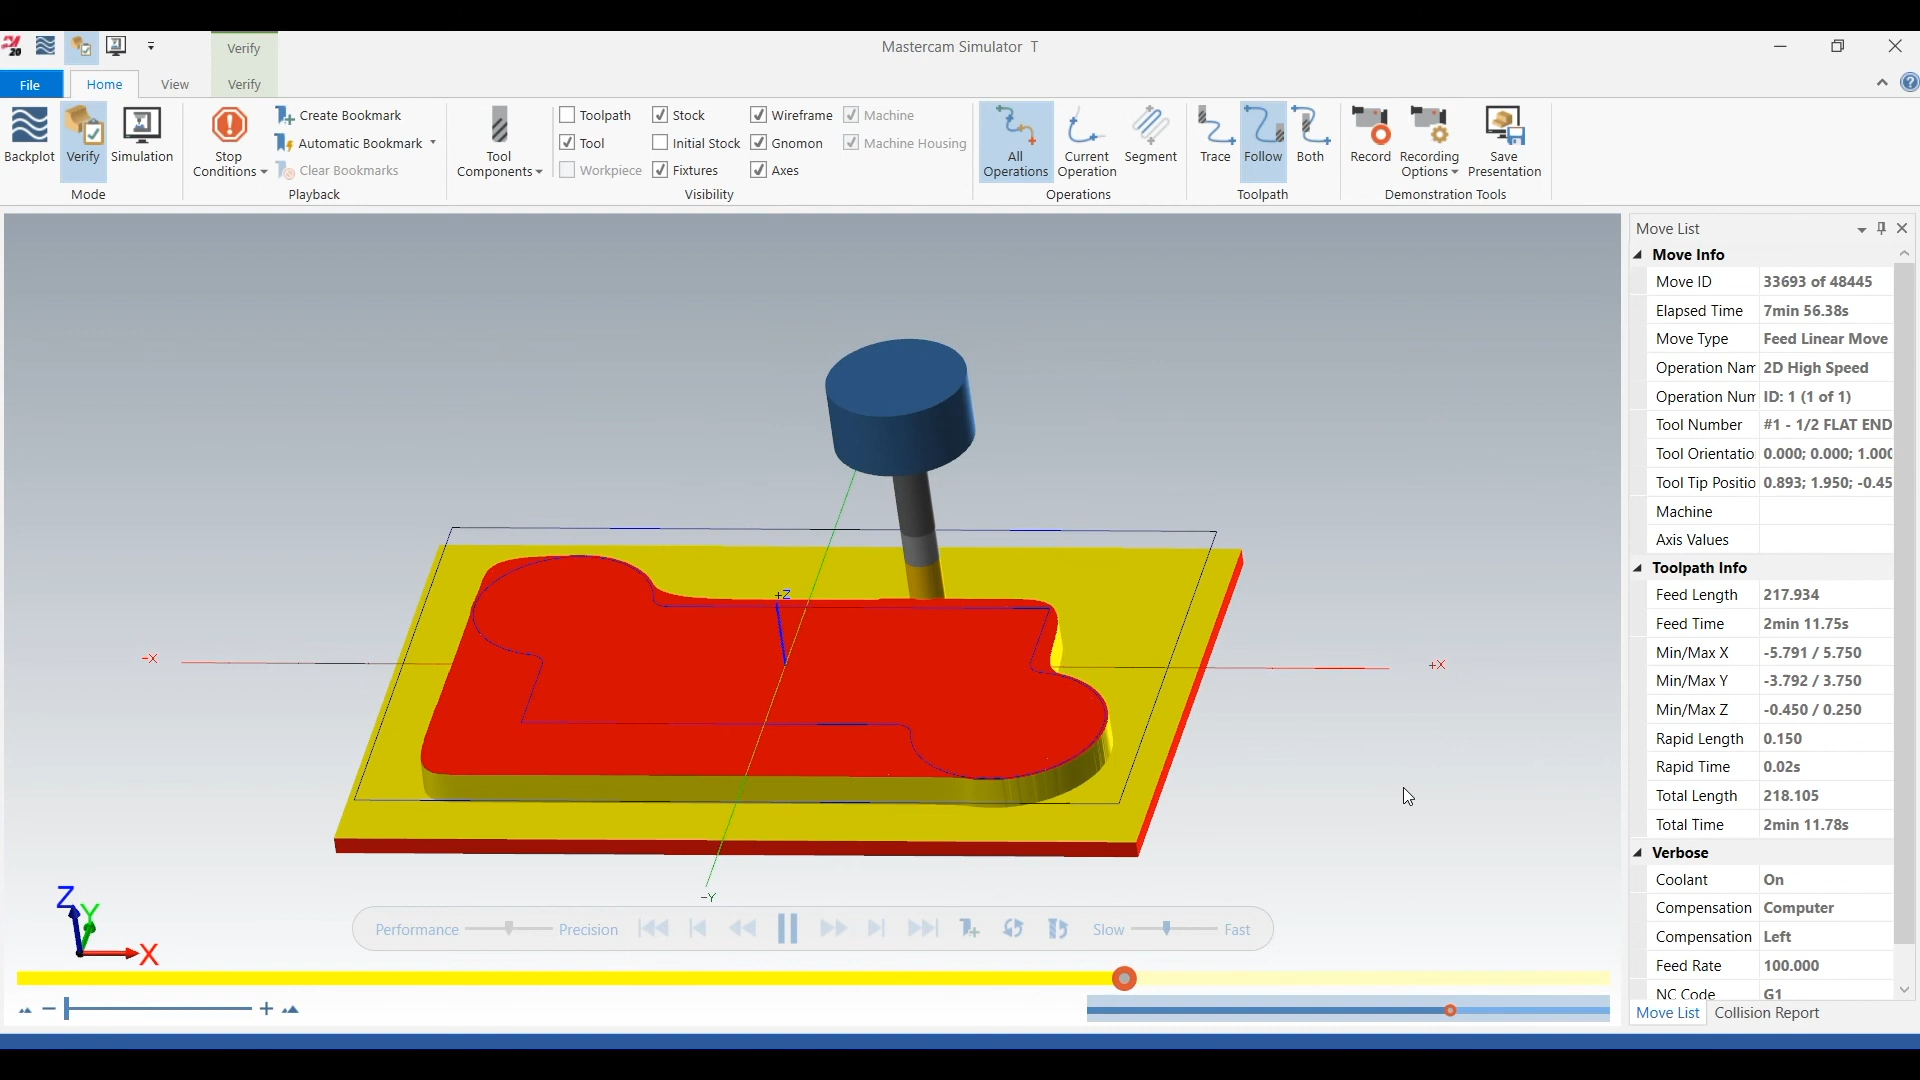 20
Verify
Mastercam Simulator T
File
Home
View
Verify
Backplot
Verify
Simulation
Mode
Stop
Conditions
Create Bookmark
Automatic Bookmark
Clear Bookmarks
Playback
Tool
Components
Toolpath
Tool
Workpiece
Stock
Initial Stock
Fixtures
Wireframe
Gnomon
Axes
Machine
Machine Housing
Visibility
All
Operations
Current
Operation
Segment
Operations
Trace
Follow
Both
Toolpath
Record
Recording
Options
Save
Presentation
Demonstration Tools
Move List
Move Info
Move ID 33693 of 48445
Elapsed Time 7min 56.38s
Move Type Feed Linear Move
Operation Nam 2D High Speed
Operation Num ID: 1 (1 of 1)
Tool Number #1 - 1/2 FLAT END
Tool Orientatio 0.000; 0.000; 1.000
Tool Tip Positio 0.893; 1.950; -0.45
Machine
Axis Values
Toolpath Info
Feed Length 217.934
Feed Time 2min 11.75s
Min/Max X -5.791 / 5.750
Min/Max Y -3.792 / 3.750
Min/Max Z -0.450 / 0.250
Rapid Length 0.150
Rapid Time 0.02s
Total Length 218.105
Total Time 2min 11.78s
Verbose
Coolant On
Compensation Computer
Compensation Left
Feed Rate 100.000
NC Code G1
Move List Collision Report
+Z
-X
+X
-Y
Z
Y
X
Performance
Precision
Slow
Fast